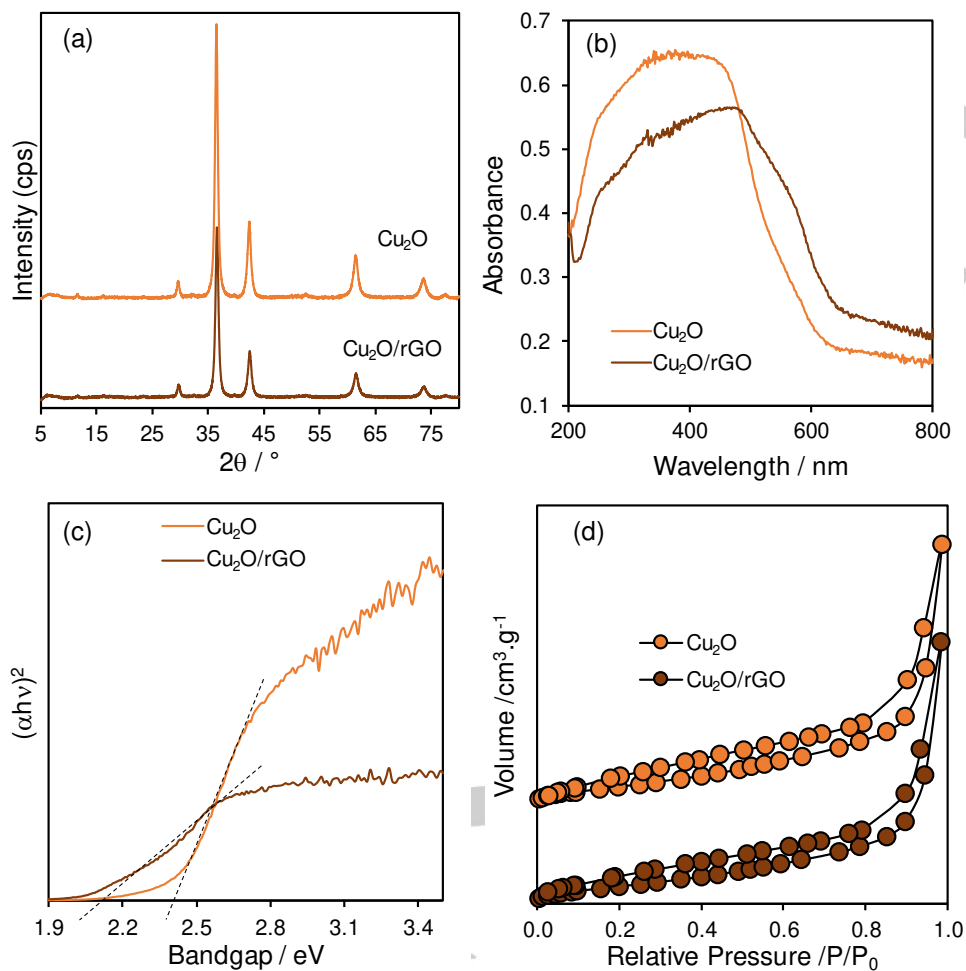 (a)
Intensity (cps)
Cu₂O
Cu₂O/rGO
5 15 25 35 45 55 65 75
2θ / °
(b)
0.7
0.6
0.5
0.4
0.3
0.2
0.1
Absorbance
Cu₂O
Cu₂O/rGO
200 400 600 800
Wavelength / nm
(c)
Cu₂O
Cu₂O/rGO
(αhν)²
1.9 2.2 2.5 2.8 3.1 3.4
Bandgap / eV
(d)
Cu₂O
Cu₂O/rGO
Volume /cm³.g⁻¹
0.0 0.2 0.4 0.6 0.8 1.0
Relative Pressure /P/P₀